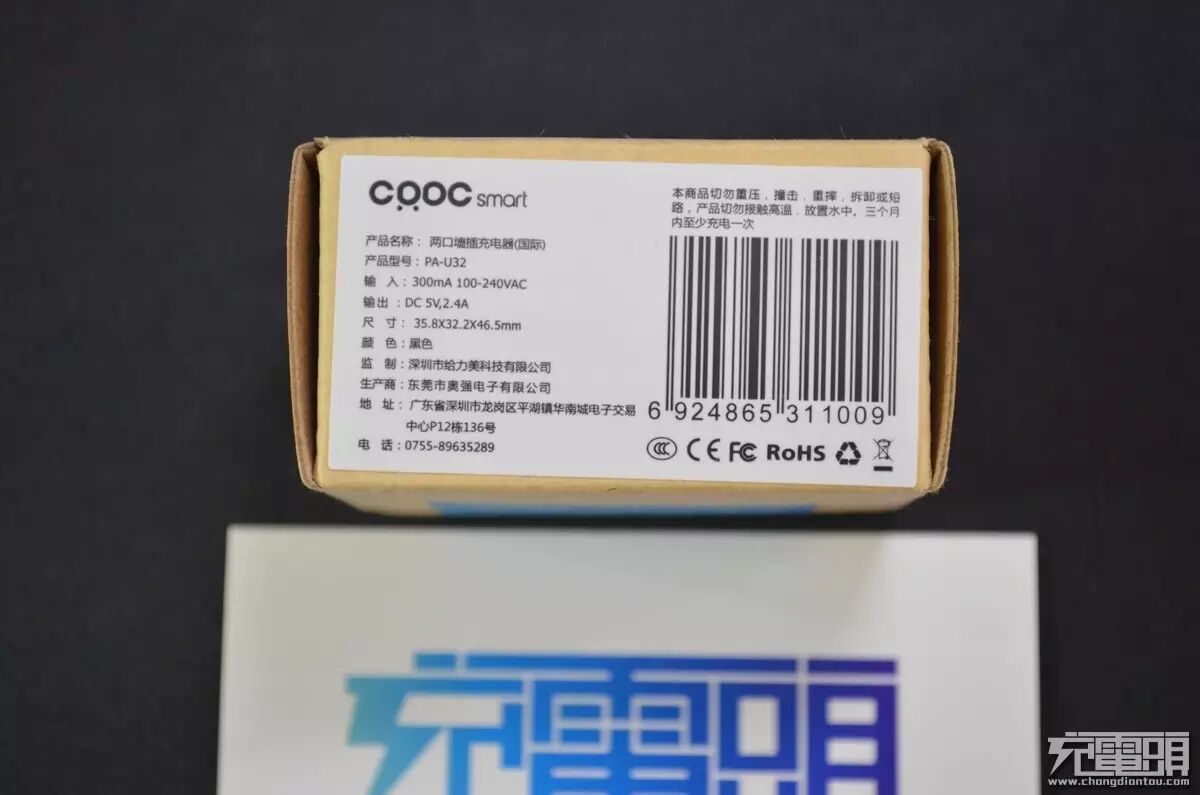 COOC smart
产品名称： 两口墙插充电器(国际)
产品型号：PA-U32
输 入：300mA 100-240VAC
输出 ：DC 5V,2.4A
尺 寸： 35.8X32.2X46.5mm
颜 色：黑色
监 制：深圳市给力美科技有限公司
生产商：东莞市奥强电子有限公司
地 址： 广东省深圳市龙岗区平湖镇华南城电子交易
中心P12栋136号
电 话：0755-89635289
本商品切勿重压，撞击，重摔，拆卸或短
路，产品切勿接触高温，放置水中。三个月
内至少充电一次
6 924865 311009
CCC CE FC RoHS
充電頭
充電頭
www.chongdiantou.com